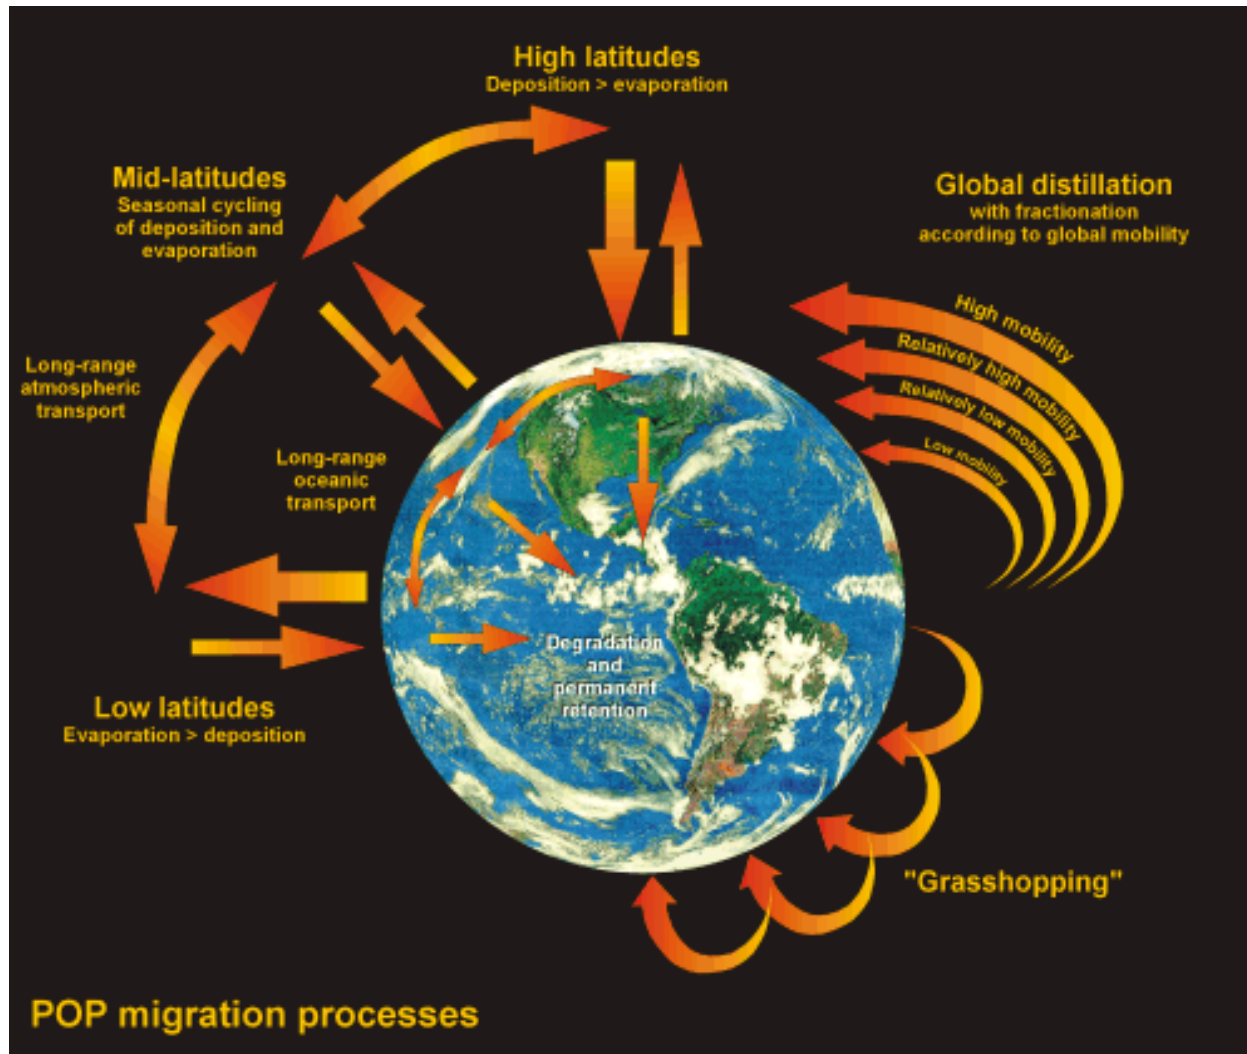 High latitudes
Deposition > evaporation
Mid-latitudes
Seasonal cycling
of deposition and
evaporation
Global distillation
with fractionation
according to global mobility
High mobility
Relatively high mobility
Relatively low mobility
Low mobility
Long-range
atmospheric
transport
Long-range
oceanic
transport
Degradation
and
permanent
retention
Low latitudes
Evaporation > deposition
"Grasshopping"
POP migration processes